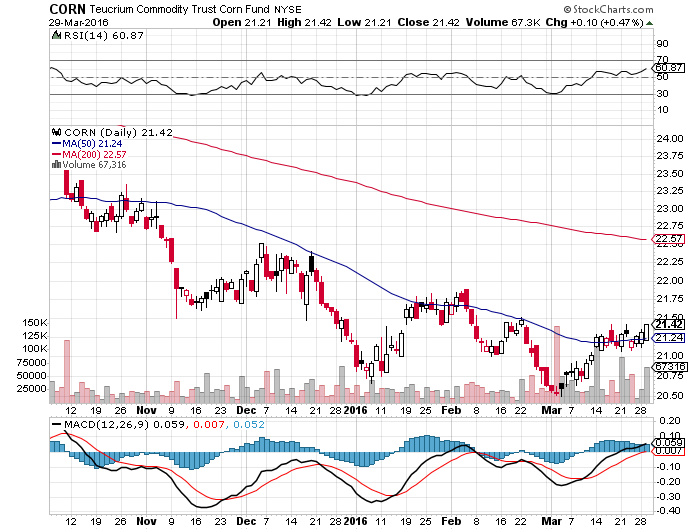 CORN Teucrium Commodity Trust Corn Fund NYSE © StockCharts.com
29-Mar-2016 Open 21.21 High 21.42 Low 21.21 Close 21.42 Volume 67.3K Chg +0.10 (+0.47%)
RSI(14) 60.87
90
70
60.87
50
30
10
CORN (Daily) 21.42
MA(50) 21.24
MA(200) 22.57
Volume 67,316
24.00
23.75
23.50
23.25
23.00
22.75
22.57
22.50
22.25
22.00
21.75
21.50
150K 21.42
125K 21.24
100K 21.00
75000 67316
50000 20.75
25000 20.50
12 19 26 Nov 9 16 23 Dec 7 14 21 28 2016 11 19 25 Feb 8 16 22 Mar 7 14 21 28
MACD(12,26,9) 0.059, 0.007, 0.052
0.20
0.10
0.059
0.007
-0.10
-0.20
-0.30
-0.40
12 19 26 Nov 9 16 23 Dec 7 14 21 28 2016 11 19 25 Feb 8 16 22 Mar 7 14 21 28